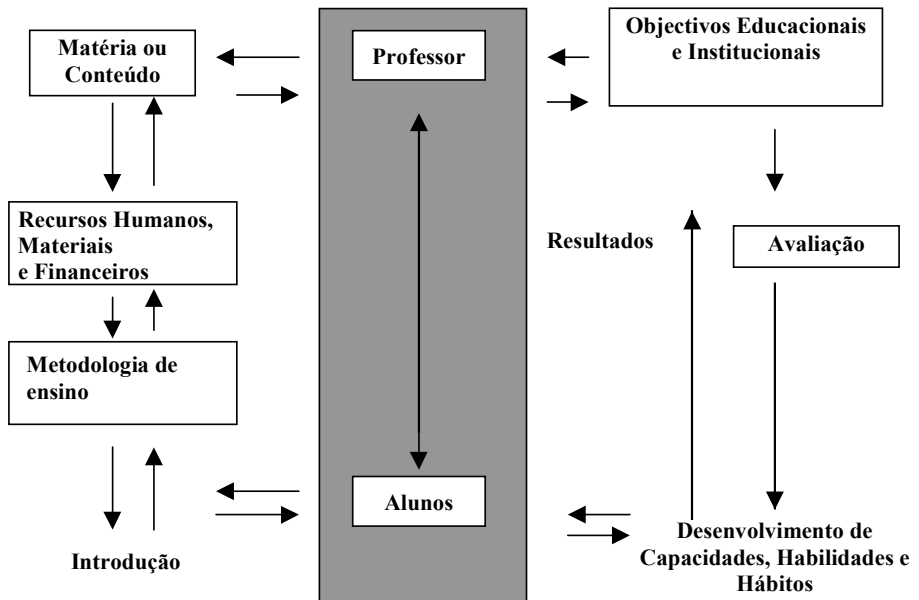 Matéria ou
Conteúdo
Professor
Objectivos Educacionais
e Institucionais
Recursos Humanos,
Materiais
e Financeiros
Resultados
Avaliação
Metodologia de
ensino
Alunos
Introdução
Desenvolvimento de
Capacidades, Habilidades e
Hábitos